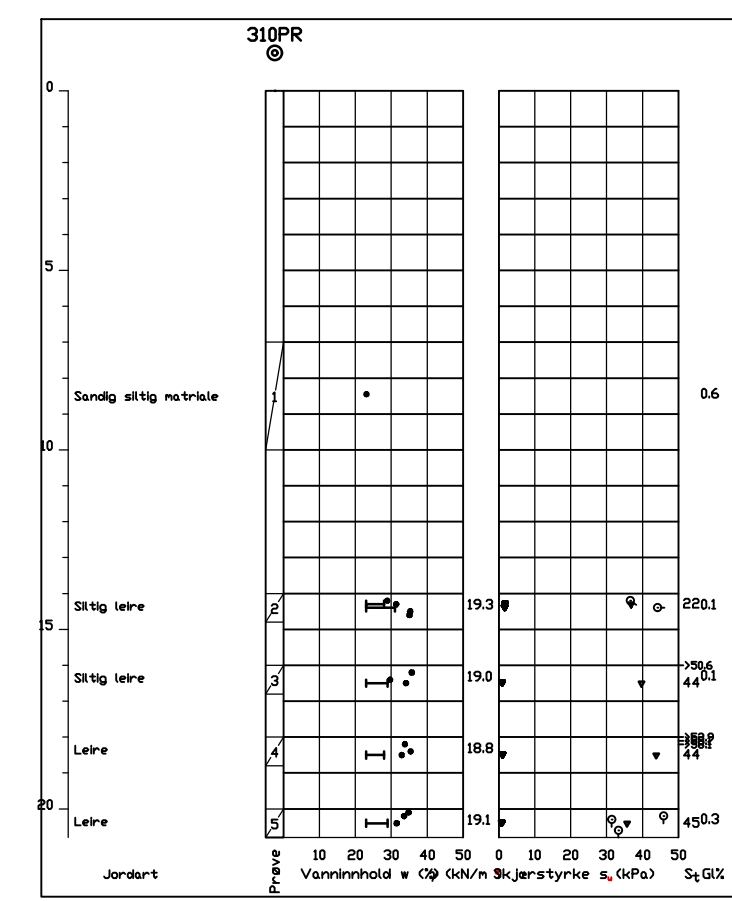 310PR
0
5
Sandig siltig matriale 1 0.6
10
Siltig leire 2 19.3 22 0.1
15
>50.6
Siltig leire 3 19.0 44 0.1
Leire 4 18.8 44
20
Leire 5 19.1 45 0.3
10 20 30 40 50 0 10 20 30 40 50
Jordart Prøve Vanninnhold w (%) (kN/m Skjærstyrke su (kPa) St Gl%